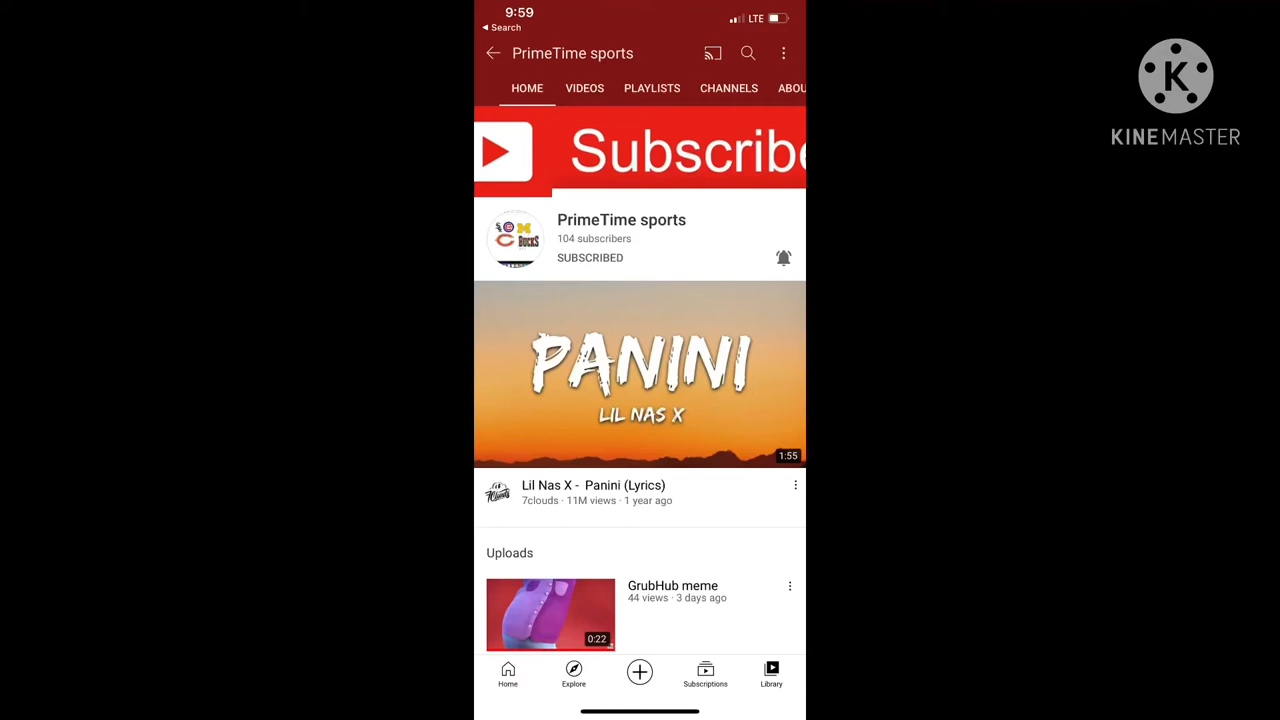 9:59
LTE
Search
PrimeTime sports
HOME VIDEOS PLAYLISTS CHANNELS ABOU
Subscribe
PrimeTime sports
104 subscribers
SUBSCRIBED
BUCKS
PANINI
LIL NAS X
1:55
Lil Nas X - Panini (Lyrics)
7clouds
7clouds · 11M views · 1 year ago
Uploads
GrubHub meme
44 views · 3 days ago
0:22
Home Explore Subscriptions Library
K
KINEMASTER